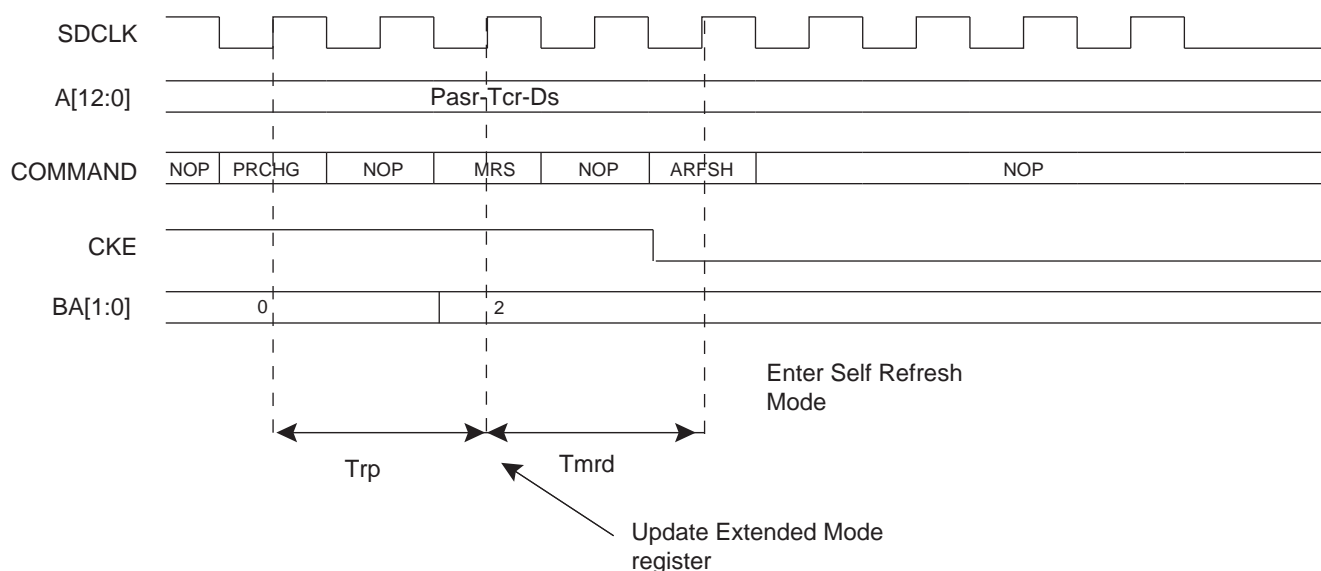 SDCLK
A[12:0]
Pasr-Tcr-Ds
COMMAND
NOP PRCHG NOP MRS NOP ARFSH NOP
CKE
BA[1:0]
0 2
Enter Self Refresh
Mode
Trp Tmrd
Update Extended Mode
register